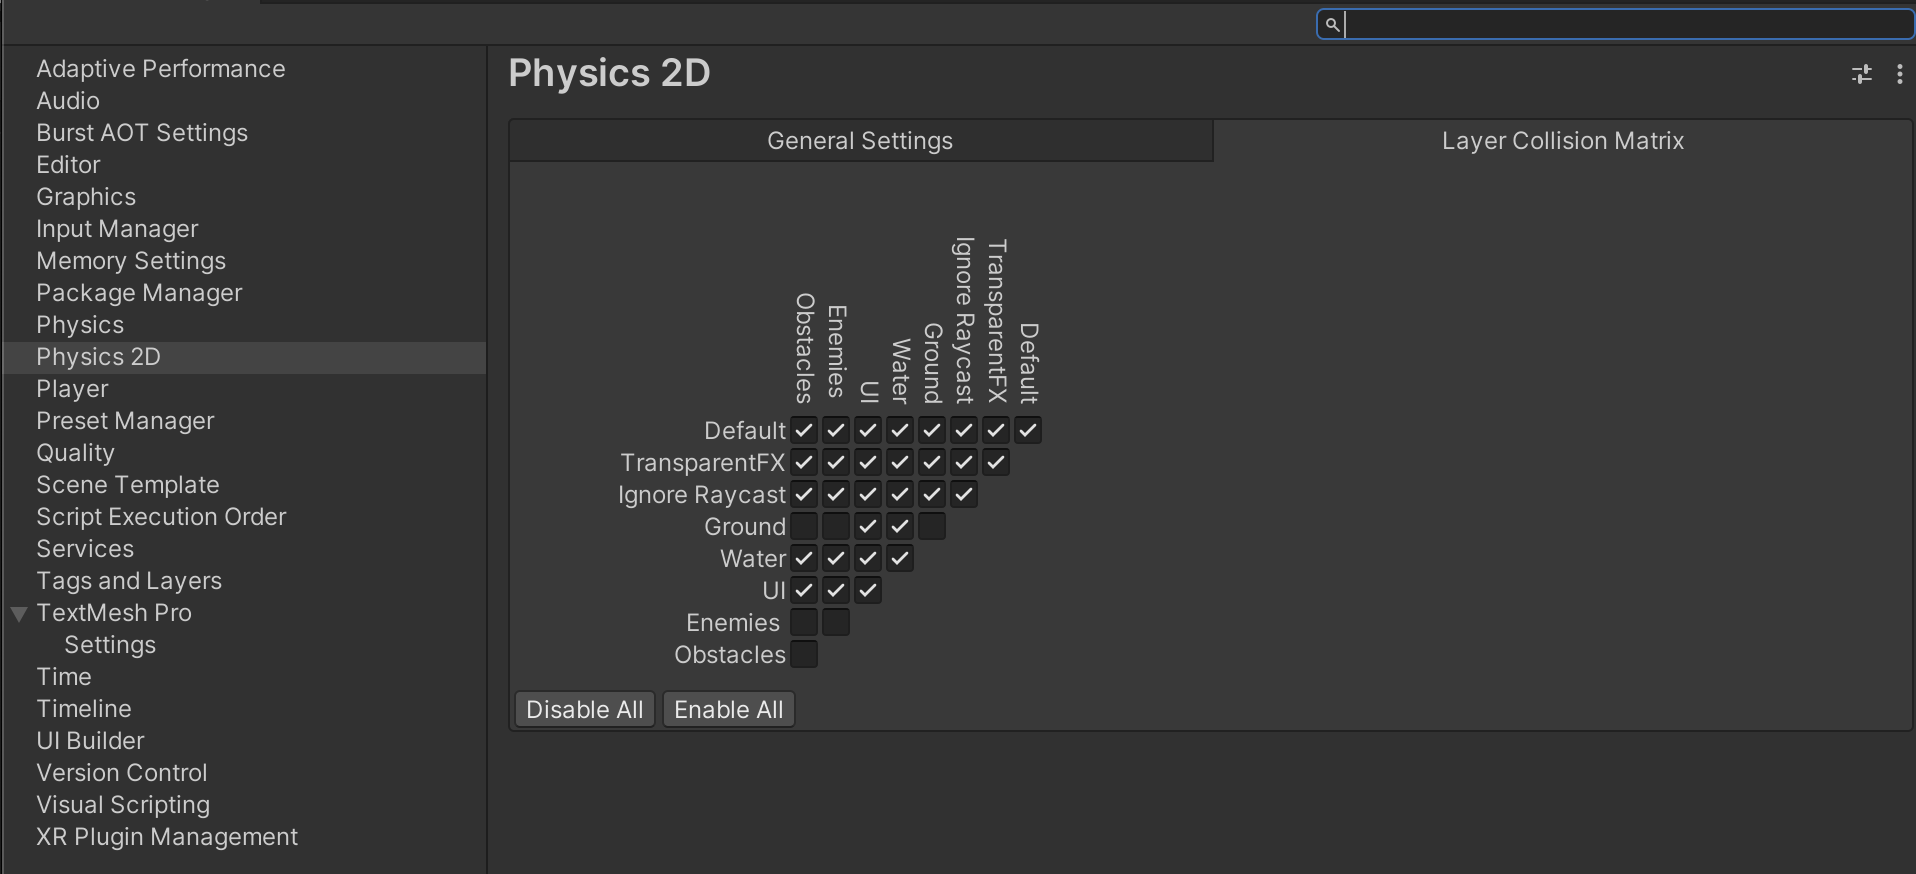 Adaptive Performance
Audio
Burst AOT Settings
Editor
Graphics
Input Manager
Memory Settings
Package Manager
Physics
Physics 2D
Player
Preset Manager
Quality
Scene Template
Script Execution Order
Services
Tags and Layers
TextMesh Pro
Settings
Time
Timeline
UI Builder
Version Control
Visual Scripting
XR Plugin Management
Physics 2D
General Settings
Layer Collision Matrix
Obstacles
Enemies
UI
Water
Ground
Ignore Raycast
TransparentFX
Default
Default
TransparentFX
Ignore Raycast
Ground
Water
UI
Enemies
Obstacles
Disable All
Enable All